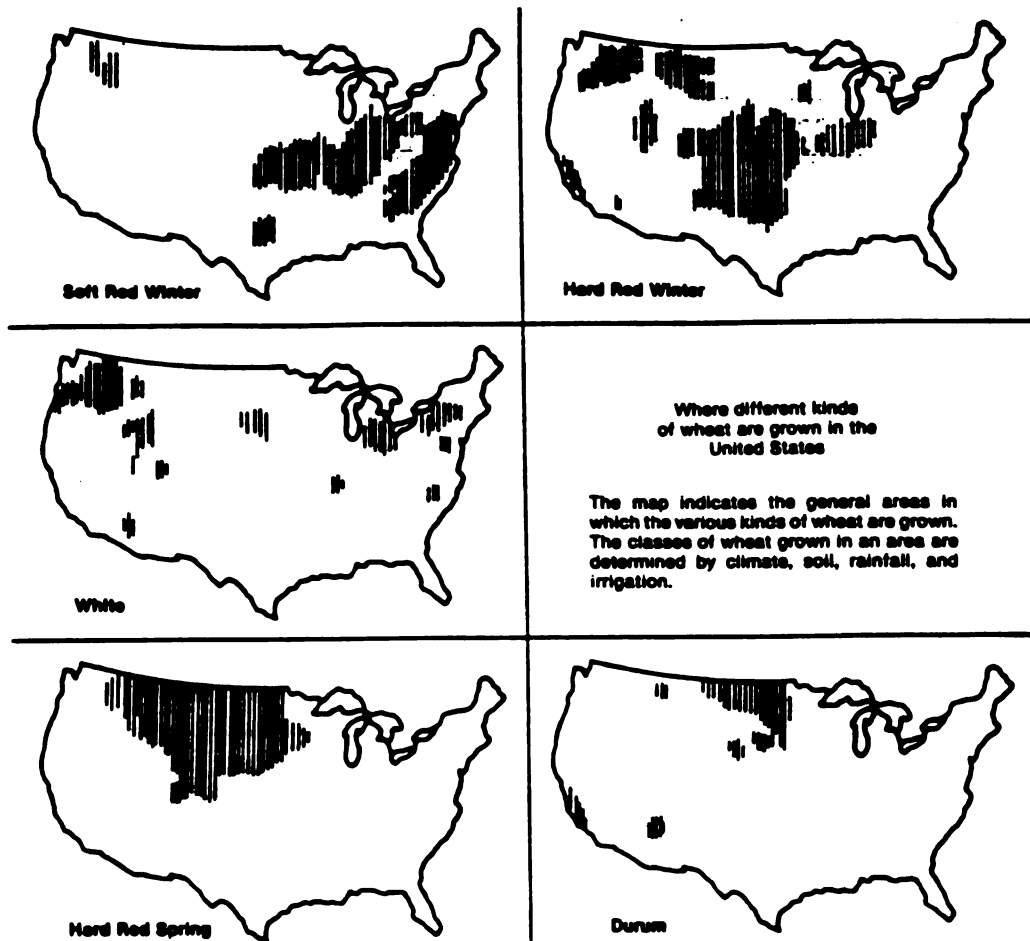 Soft Red Winter
Hard Red Winter
Where different kinds
of wheat are grown in the
United States
The map indicates the general areas in
which the various kinds of wheat are grown.
The classes of wheat grown in an area are
determined by climate, soil, rainfall, and
irrigation.
White
Hard Red Spring
Durum